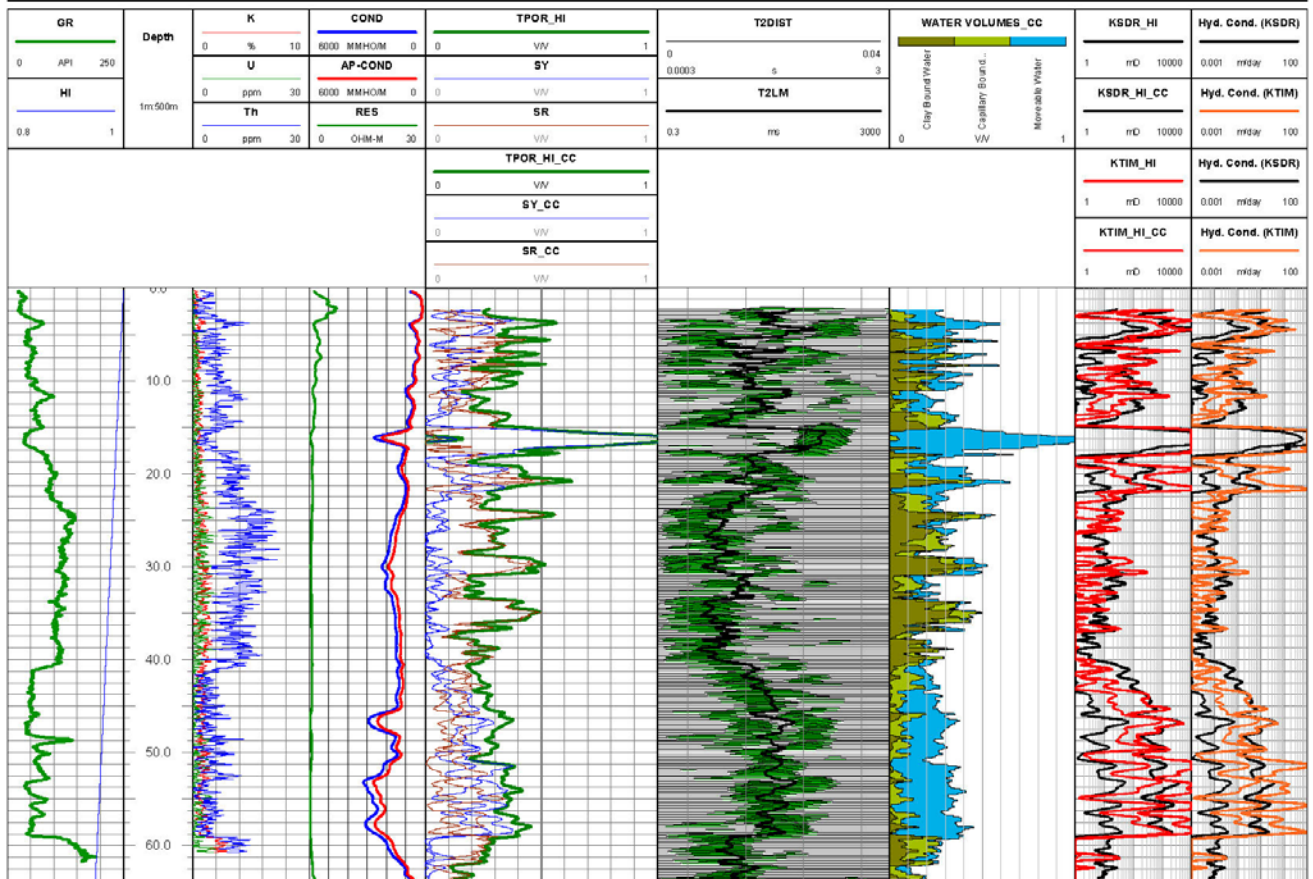 GR
0 API 250
HI
0.8 1
Depth
1m:500m
K
0 % 10
U
0 ppm 30
Th
0 ppm 30
COND
6000 MMHO/M 0
AP-COND
6000 MMHO/M 0
RES
0 OHM-M 30
TPOR_HI
0 V/V 1
SY
0 V/V 1
SR
0 V/V 1
TPOR_HI_CC
0 V/V 1
SY_CC
0 V/V 1
SR_CC
0 V/V 1
T2DIST
0 0.04
0.0003 s 3
T2LM
0.3 ms 3000
WATER VOLUMES_CC
Clay Bound Water
Capillary Bound...
Moveable Water
0 V/V 1
KSDR_HI
1 mD 10000
KSDR_HI_CC
1 mD 10000
KTIM_HI
1 mD 10000
KTIM_HI_CC
1 mD 10000
Hyd. Cond. (KSDR)
0.001 m/day 100
Hyd. Cond. (KTIM)
0.001 m/day 100
Hyd. Cond. (KSDR)
0.001 m/day 100
Hyd. Cond. (KTIM)
0.001 m/day 100
0.0
10.0
20.0
30.0
40.0
50.0
60.0